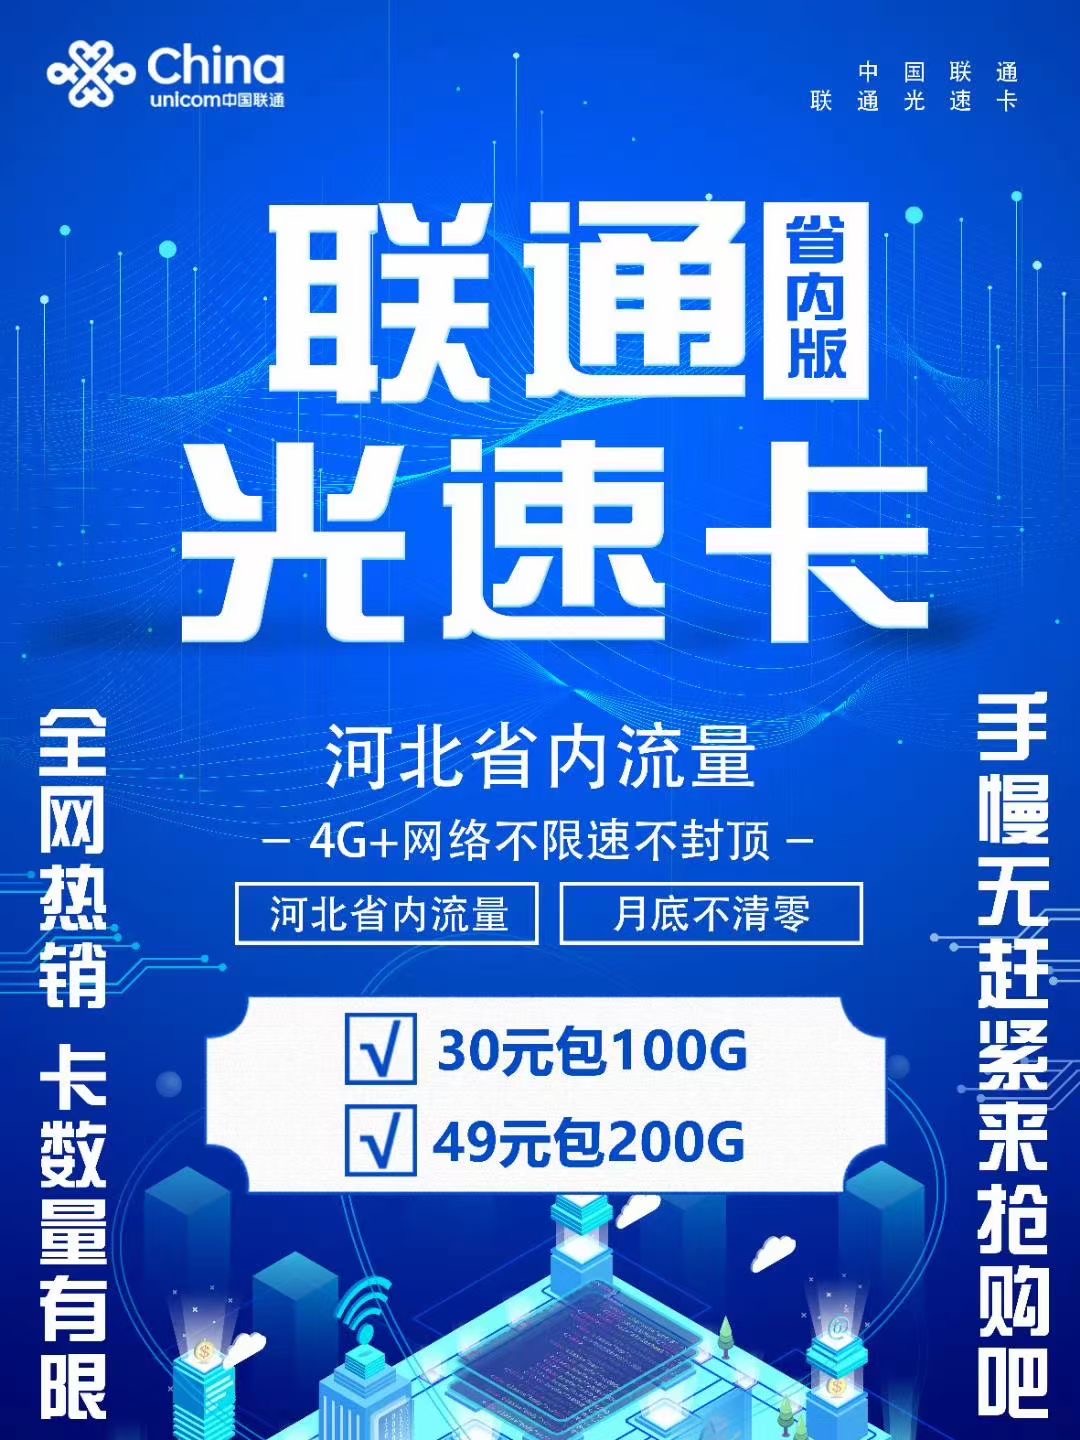 China
unicom中国联通
中国联通
联通光速卡
联通
省内版
光速卡
河北省内流量
- 4G+网络不限速不封顶 -
河北省内流量
月底不清零
√ 30元包100G
√ 49元包200G
全网热销 卡数量有限
手慢无赶紧来抢购吧